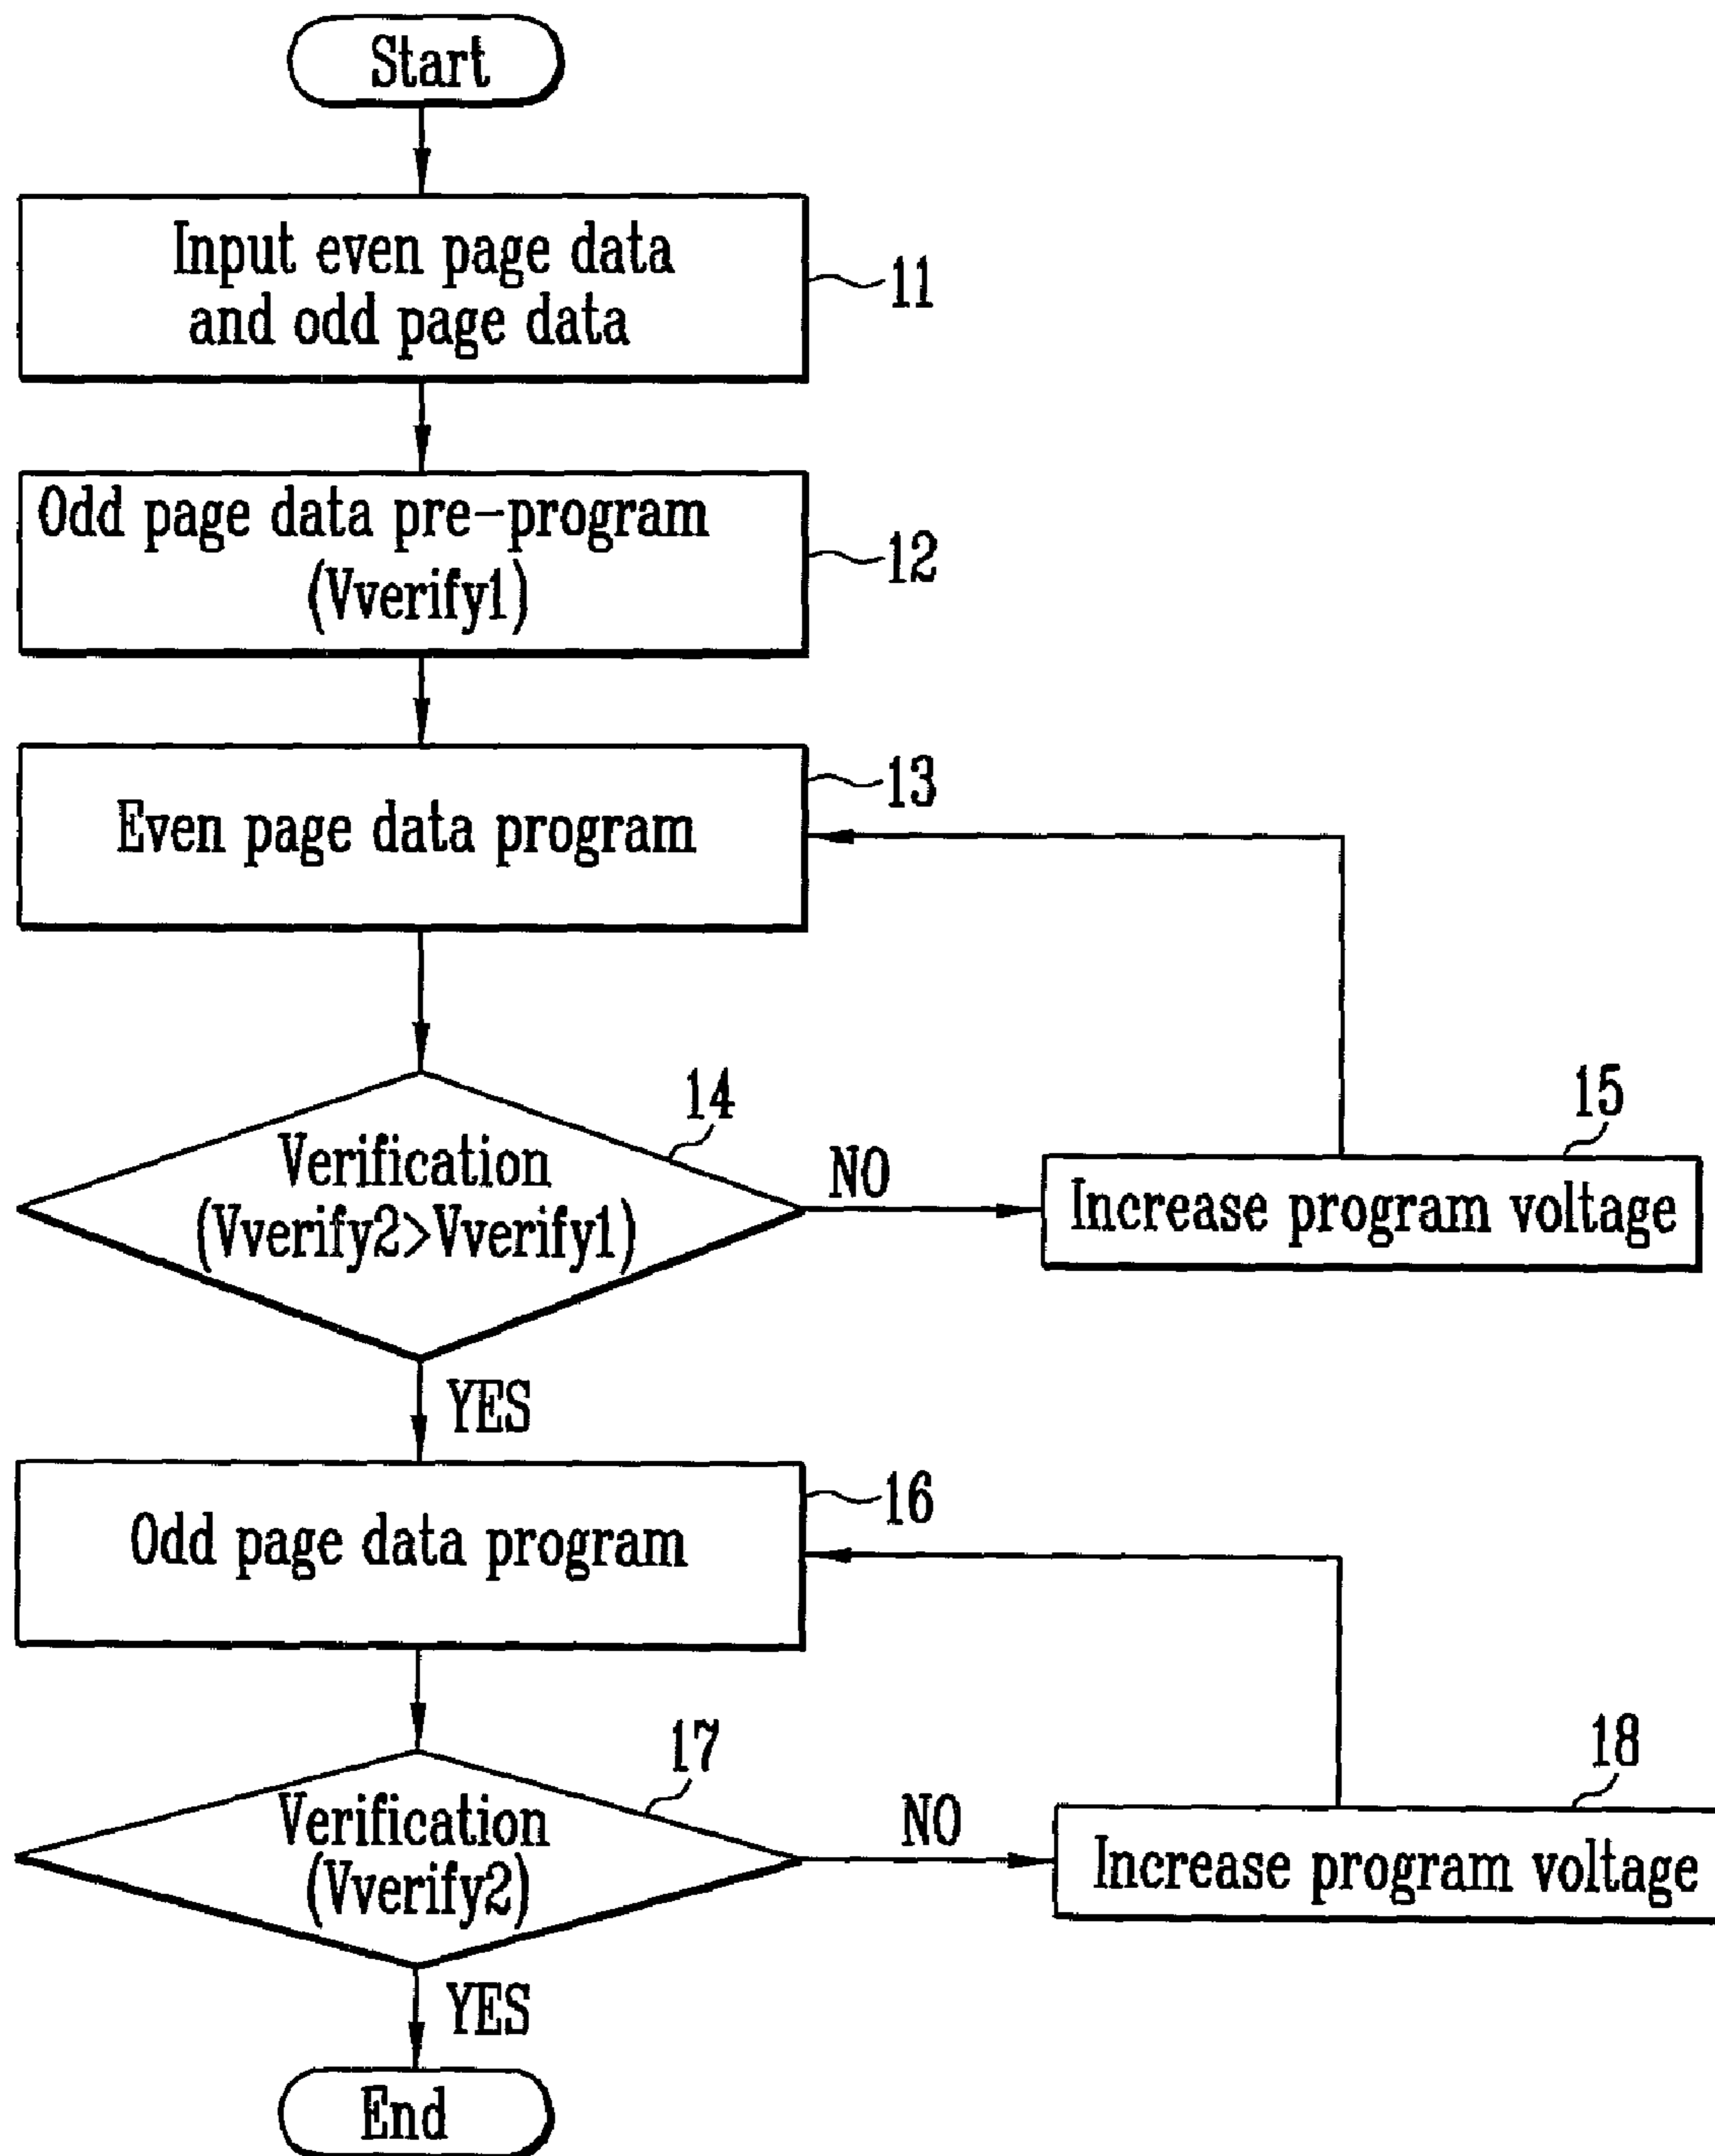 Start
Input even page data
and odd page data
11
Odd page data pre-program
(Vverify1)
12
13
Even page data program
14
Verification
(Vverify2>Vverify1)
NO
15
Increase program voltage
YES
16
Odd page data program
17
Verification
(Vverify2)
NO
18
Increase program voltage
YES
End